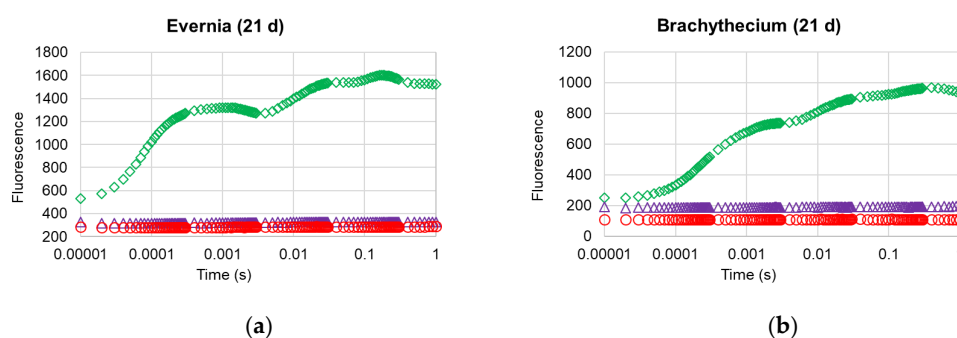 Evernia (21 d)
1800
1600
1400
1200
1000
800
600
400
200
Fluorescence
0.00001 0.0001 0.001 0.01 0.1 1
Time (s)
(a)
Brachythecium (21 d)
1200
1000
800
600
400
200
0
Fluorescence
0.00001 0.0001 0.001 0.01 0.1
Time (s)
(b)